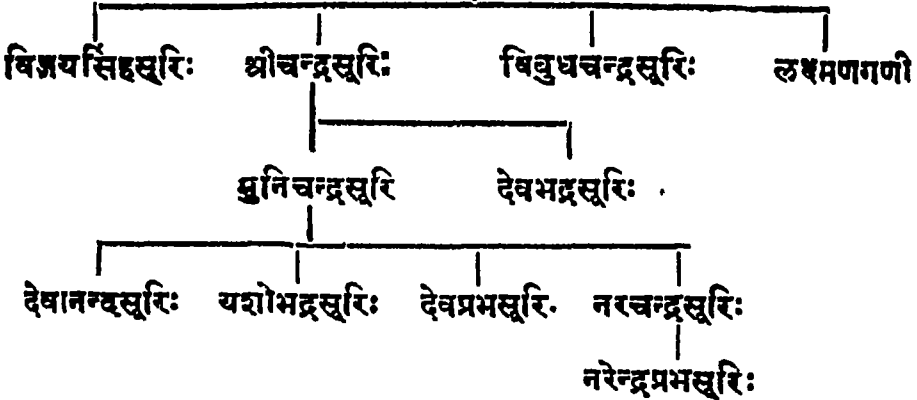 विजयसिंहसूरिः श्रीचन्द्रसूरिः विबुधचन्द्रसूरिः लक्ष्मणगणी
मुनिचन्द्रसूरि देवभद्रसूरिः
देवानन्दसूरिः यशोभद्रसूरिः देवप्रभसूरि. नरचन्द्रसूरिः
नरेन्द्रप्रभसूरिः